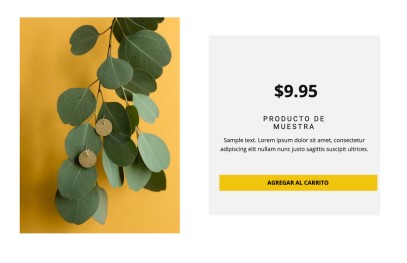 $9.95
PRODUCTO DE
MUESTRA
Sample text. Lorem ipsum dolor sit amet, consectetur
adipiscing elit nullam nunc justo sagittis suscipit ultrices.
AGREGAR AL CARRITO